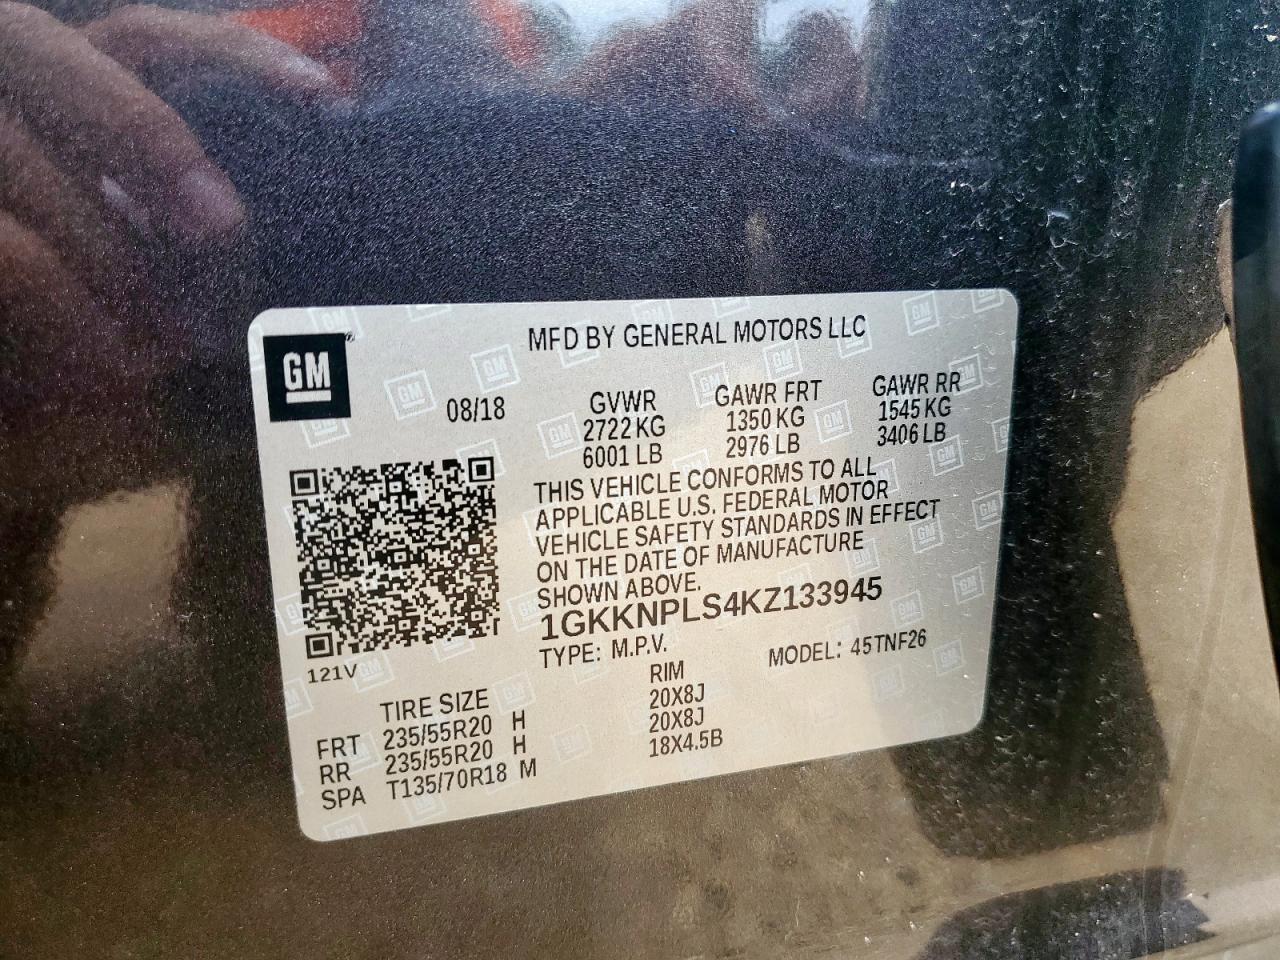 GM
MFD BY GENERAL MOTORS LLC
08/18
GVWR GAWR FRT GAWR RR
2722 KG 1350 KG 1545 KG
6001 LB 2976 LB 3406 LB
THIS VEHICLE CONFORMS TO ALL
APPLICABLE U.S. FEDERAL MOTOR
VEHICLE SAFETY STANDARDS IN EFFECT
ON THE DATE OF MANUFACTURE
SHOWN ABOVE.
1GKKNPLS4KZ133945
TYPE: M.P.V. MODEL: 45TNF26
121V
TIRE SIZE RIM
FRT 235/55R20 H 20X8J
RR 235/55R20 H 20X8J
SPA T135/70R18 M 18X4.5B